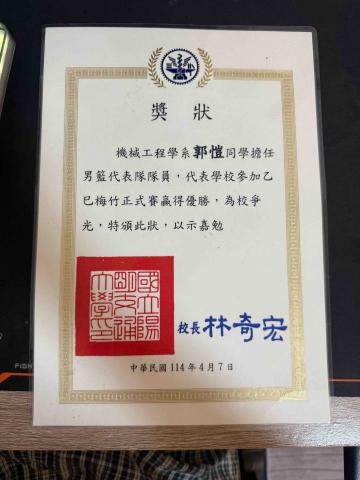 獎狀
機械工程學系郭愷同學擔任
男籃代表隊隊員，代表學校參加乙
巳梅竹正式賽贏得優勝，為校爭
光，特頒此狀，以示嘉勉
國立陽
明交通
大學印
校長 林奇宏
中華民國114年4月7日
FIGH